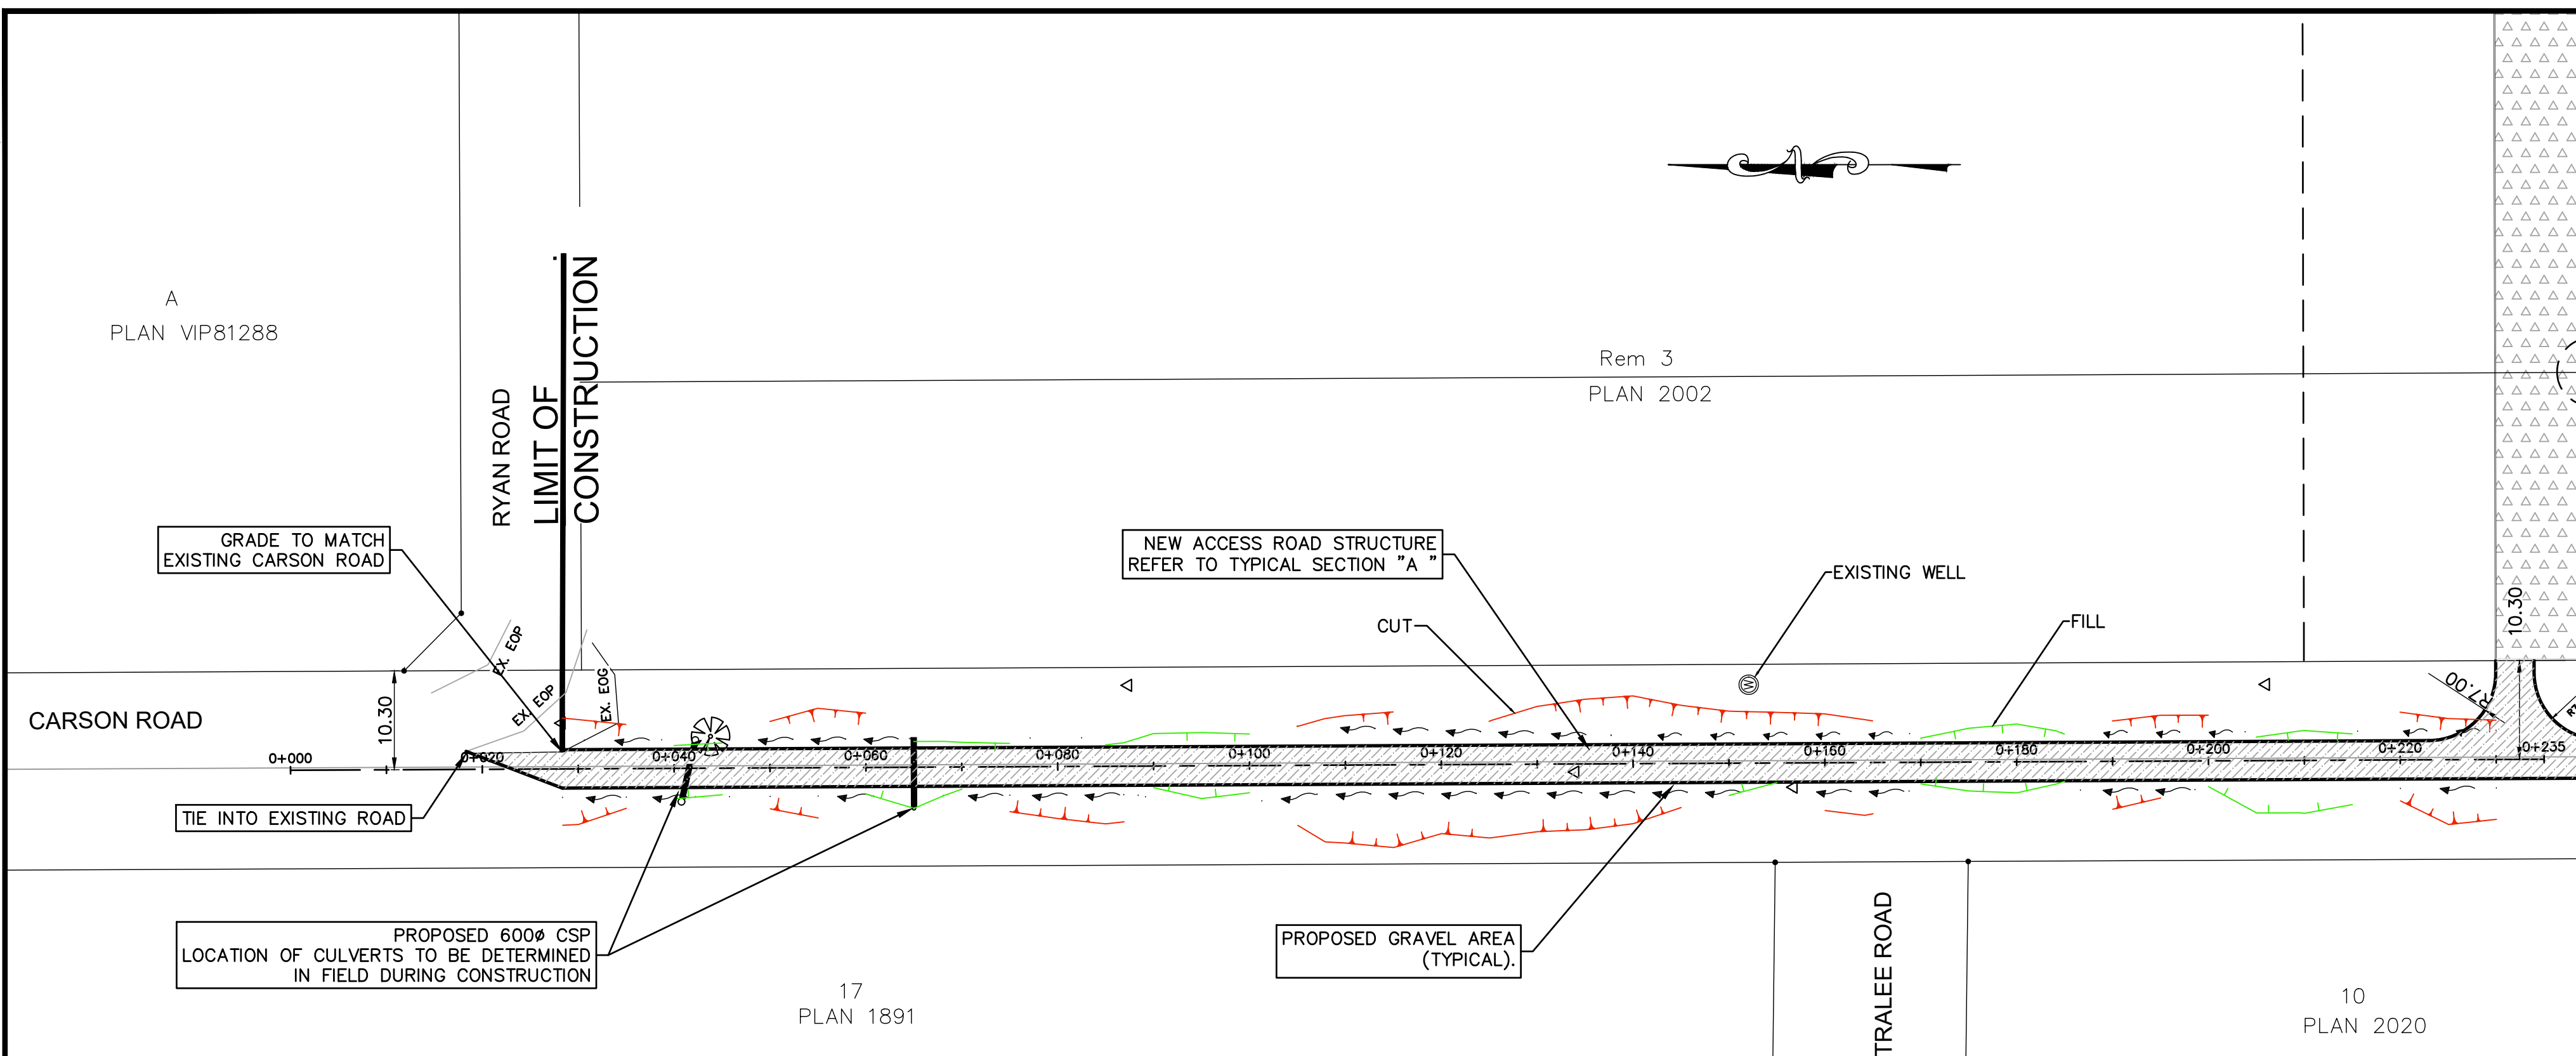 A
PLAN VIP81288
RYAN ROAD
LIMIT OF
CONSTRUCTION
Rem 3
PLAN 2002
N
GRADE TO MATCH
EXISTING CARSON ROAD
NEW ACCESS ROAD STRUCTURE
REFER TO TYPICAL SECTION "A "
EXISTING WELL
CUT
FILL
W
EX. EOP
EX. EOP
EX. EOG
10.30
10.30
R7.00
CARSON ROAD
0+000
0+020
0+040
0+060
0+080
0+100
0+120
0+140
0+160
0+180
0+200
0+220
0+235
TIE INTO EXISTING ROAD
PROPOSED 600ø CSP
LOCATION OF CULVERTS TO BE DETERMINED
IN FIELD DURING CONSTRUCTION
PROPOSED GRAVEL AREA
(TYPICAL).
17
PLAN 1891
TRALEE ROAD
10
PLAN 2020